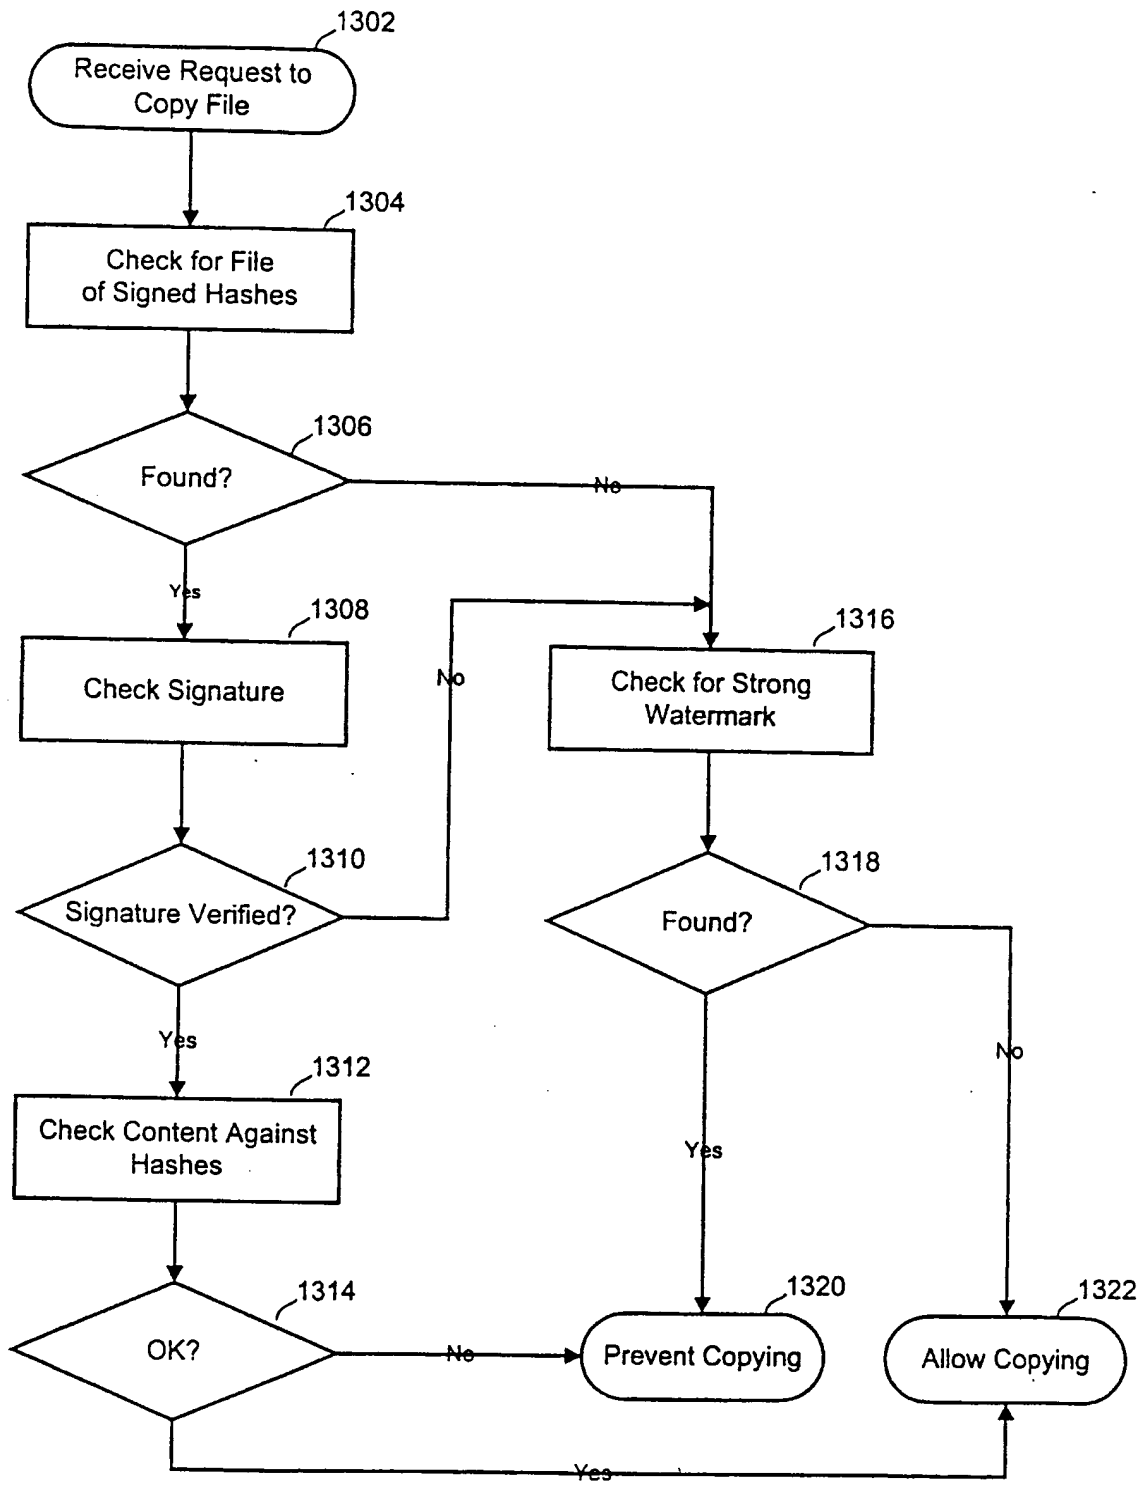 1302
Receive Request to
Copy File
1304
Check for File
of Signed Hashes
1306
Found?
No
Yes
1308
Check Signature
No
1316
Check for Strong
Watermark
1310
Signature Verified?
1318
Found?
Yes
No
1312
Check Content Against
Hashes
Yes
1314
OK?
No
1320
Prevent Copying
1322
Allow Copying
Yes